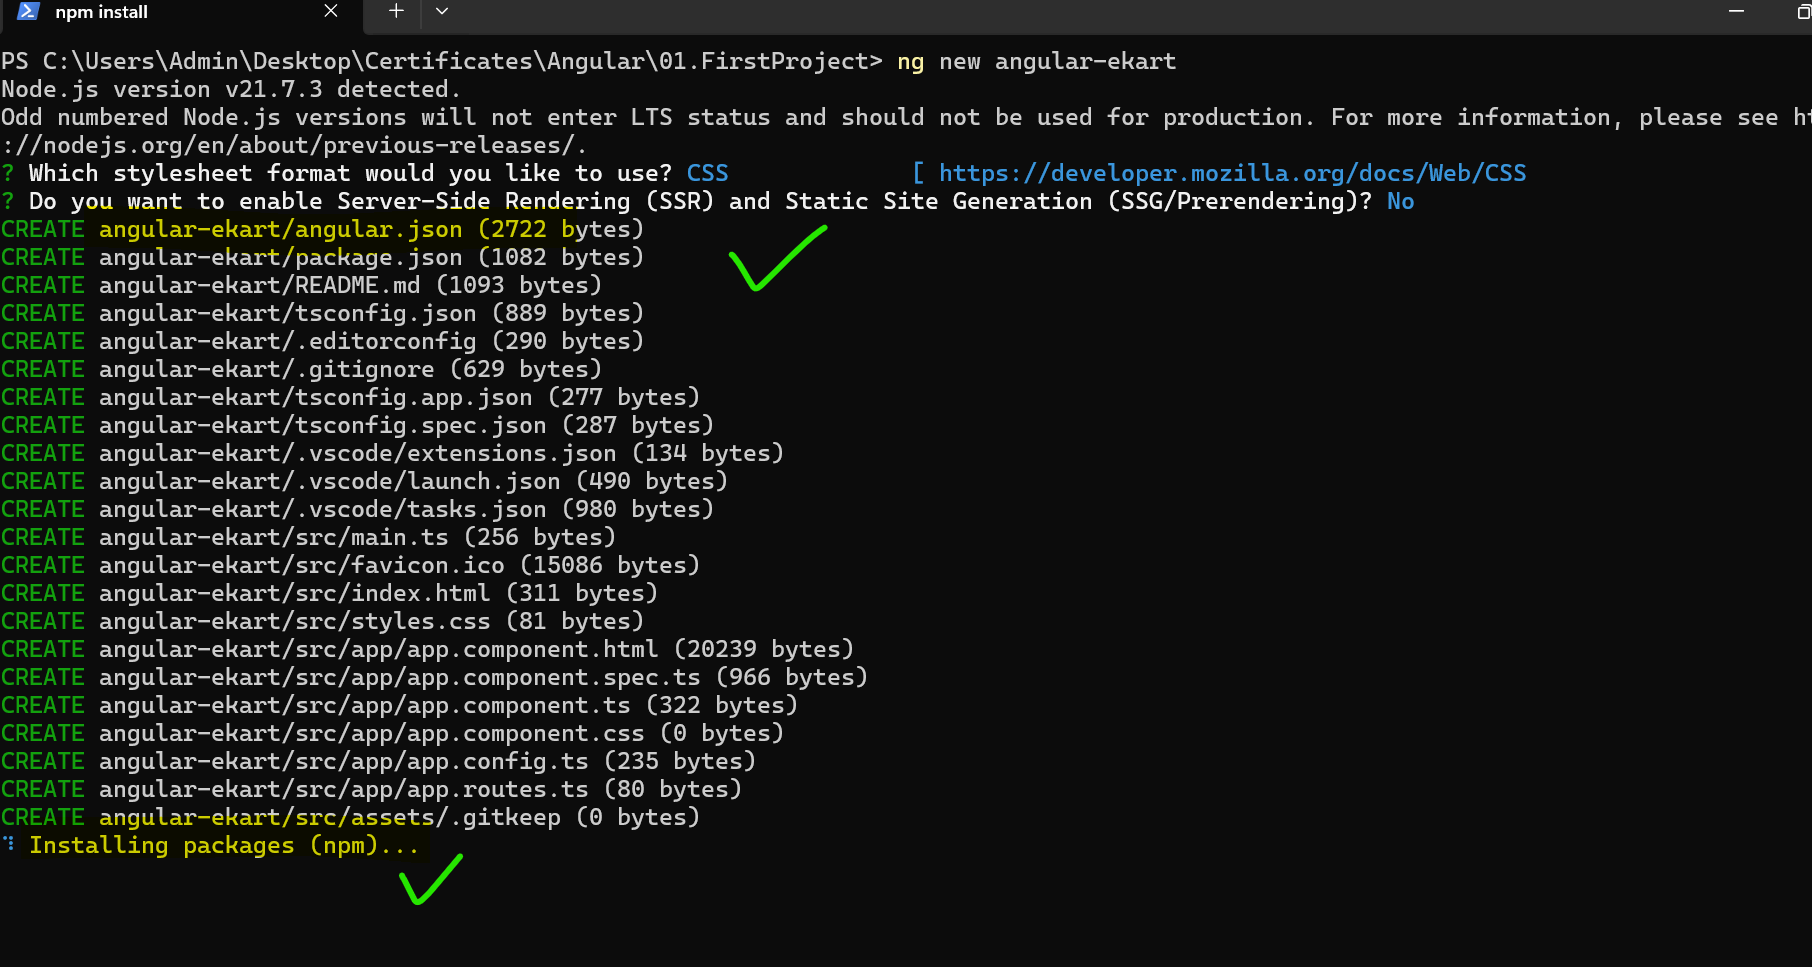 npm install
PS C:\Users\Admin\Desktop\Certificates\Angular\01.FirstProject> ng new angular-ekart
Node.js version v21.7.3 detected.
Odd numbered Node.js versions will not enter LTS status and should not be used for production. For more information, please see ht
://nodejs.org/en/about/previous-releases/.
? Which stylesheet format would you like to use? CSS [ https://developer.mozilla.org/docs/Web/CSS
? Do you want to enable Server-Side Rendering (SSR) and Static Site Generation (SSG/Prerendering)? No
CREATE angular-ekart/angular.json (2722 bytes)
CREATE angular-ekart/package.json (1082 bytes)
CREATE angular-ekart/README.md (1093 bytes)
CREATE angular-ekart/tsconfig.json (889 bytes)
CREATE angular-ekart/.editorconfig (290 bytes)
CREATE angular-ekart/.gitignore (629 bytes)
CREATE angular-ekart/tsconfig.app.json (277 bytes)
CREATE angular-ekart/tsconfig.spec.json (287 bytes)
CREATE angular-ekart/.vscode/extensions.json (134 bytes)
CREATE angular-ekart/.vscode/launch.json (490 bytes)
CREATE angular-ekart/.vscode/tasks.json (980 bytes)
CREATE angular-ekart/src/main.ts (256 bytes)
CREATE angular-ekart/src/favicon.ico (15086 bytes)
CREATE angular-ekart/src/index.html (311 bytes)
CREATE angular-ekart/src/styles.css (81 bytes)
CREATE angular-ekart/src/app/app.component.html (20239 bytes)
CREATE angular-ekart/src/app/app.component.spec.ts (966 bytes)
CREATE angular-ekart/src/app/app.component.ts (322 bytes)
CREATE angular-ekart/src/app/app.component.css (0 bytes)
CREATE angular-ekart/src/app/app.config.ts (235 bytes)
CREATE angular-ekart/src/app/app.routes.ts (80 bytes)
CREATE angular-ekart/src/assets/.gitkeep (0 bytes)
Installing packages (npm)...